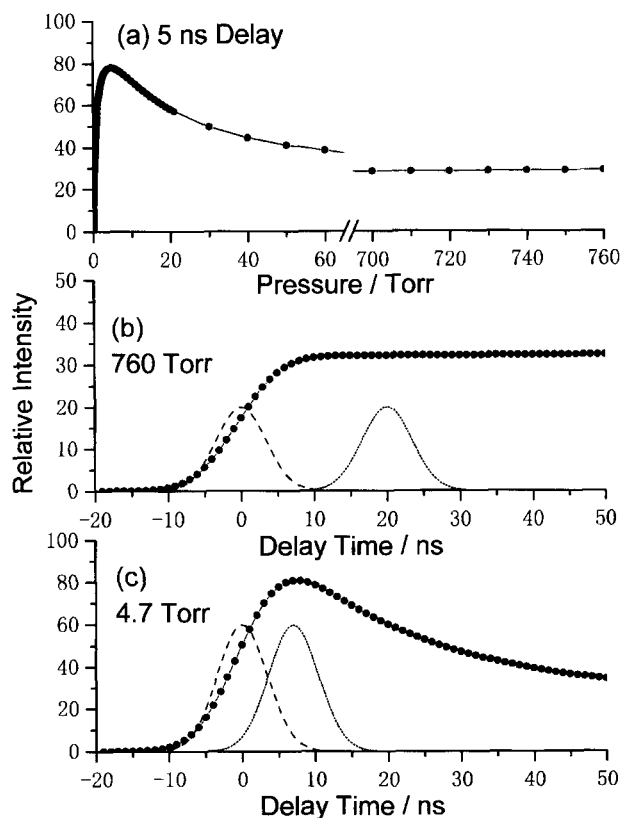 100
(a) 5 ns Delay
80
60
40
20
0
0 20 40 60 700 720 740 760
Pressure / Torr
Relative Intensity
50
(b)
40
760 Torr
30
20
10
0
-20 -10 0 10 20 30 40 50
Delay Time / ns
100
(c)
80
4.7 Torr
60
40
20
0
-20 -10 0 10 20 30 40 50
Delay Time / ns